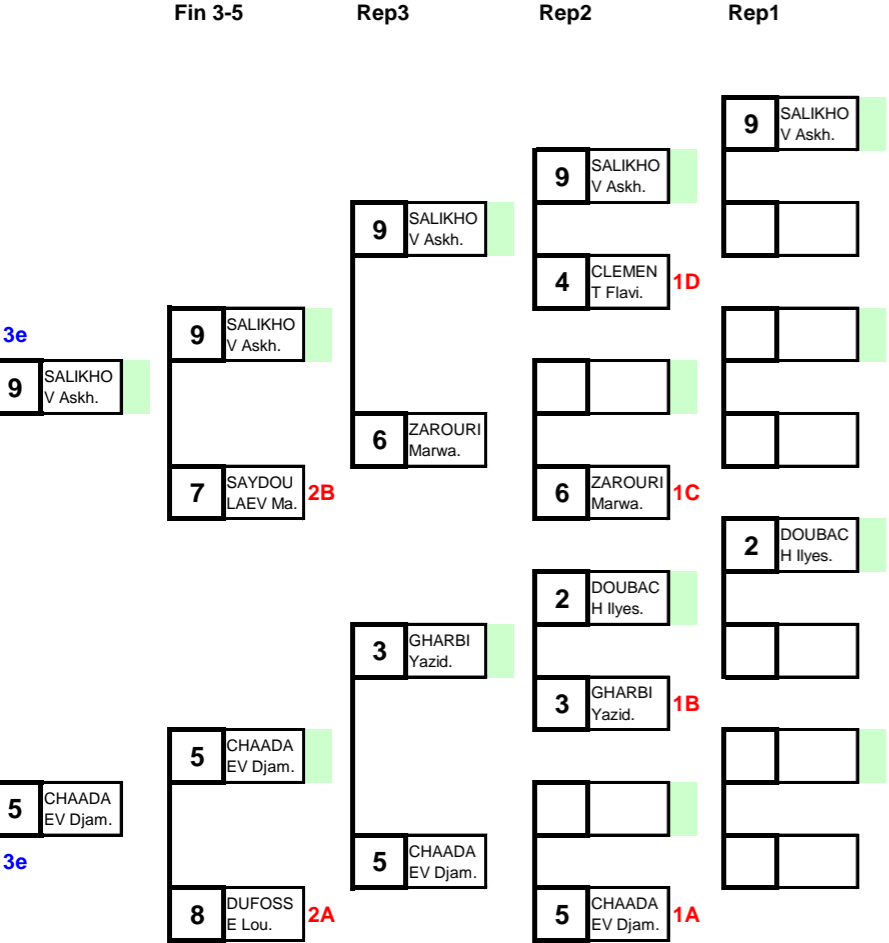 Fin 3-5 Rep3 Rep2 Rep1
9 SALIKHO
V Askh.
9 SALIKHO
V Askh.
9 SALIKHO
V Askh.
4 CLEMEN
T Flavi. 1D
3e
9 SALIKHO
V Askh.
9 SALIKHO
V Askh.
6 ZAROURI
Marwa.
7 SAYDOU
LAEV Ma. 2B
6 ZAROURI
Marwa. 1C
2 DOUBAC
H Ilyes.
2 DOUBAC
H Ilyes.
3 GHARBI
Yazid.
3 GHARBI
Yazid. 1B
5 CHAADA
EV Djam.
5 CHAADA
EV Djam.
3e
5 CHAADA
EV Djam.
8 DUFOSS
E Lou. 2A
5 CHAADA
EV Djam. 1A